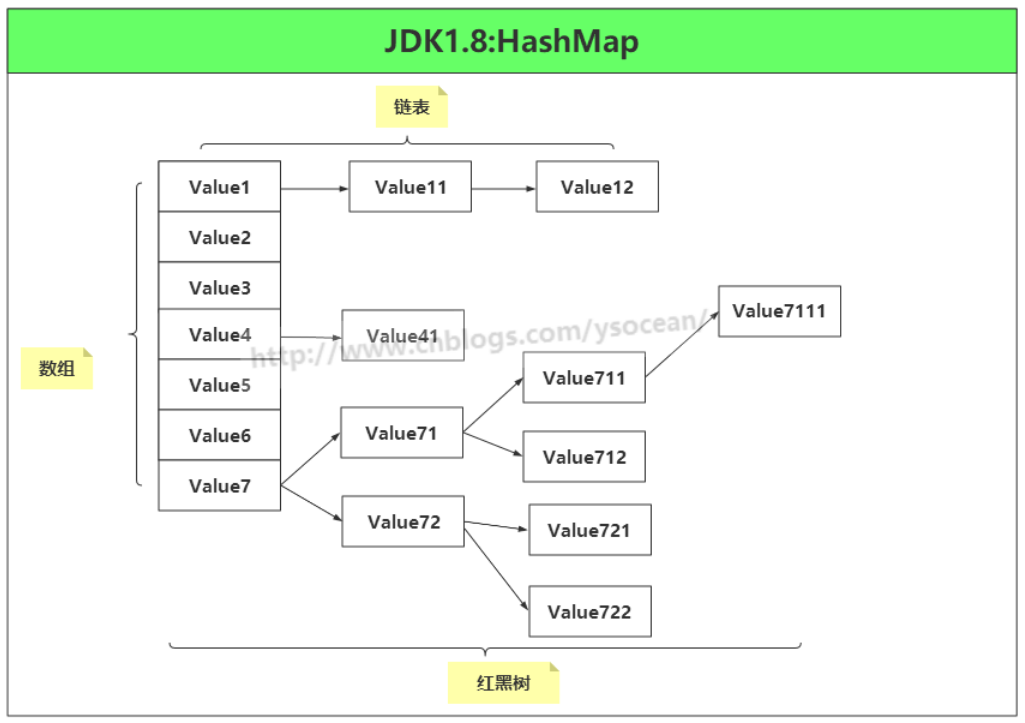 JDK1.8:HashMap
链表
Value1 Value11 Value12
Value2
Value3
Value7111
Value4 Value41
http://www.cnblogs.com/ysocean/
数组
Value5
Value711
Value6 Value71
Value712
Value7
Value72 Value721
Value722
红黑树